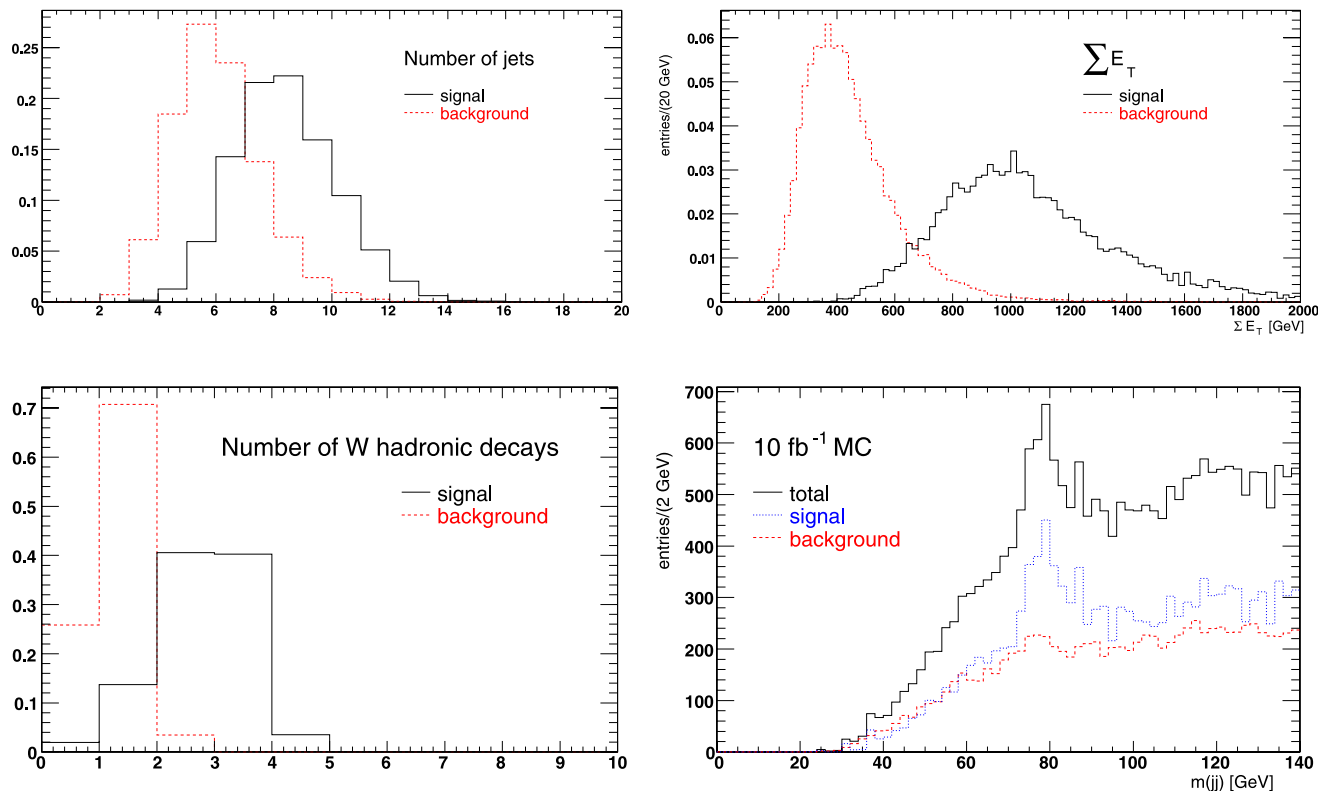 Number of jets
signal
background
0.25
0.2
0.15
0.1
0.05
0
0 2 4 6 8 10 12 14 16 18 20
∑E_T
signal
background
entries/(20 GeV)
0.06
0.05
0.04
0.03
0.02
0.01
0
0 200 400 600 800 1000 1200 1400 1600 1800 2000
Σ E_T [GeV]
Number of W hadronic decays
signal
background
0.7
0.6
0.5
0.4
0.3
0.2
0.1
0
0 1 2 3 4 5 6 7 8 9 10
10 fb⁻¹ MC
total
signal
background
entries/(2 GeV)
700
600
500
400
300
200
100
0
0 20 40 60 80 100 120 140
m(jj) [GeV]